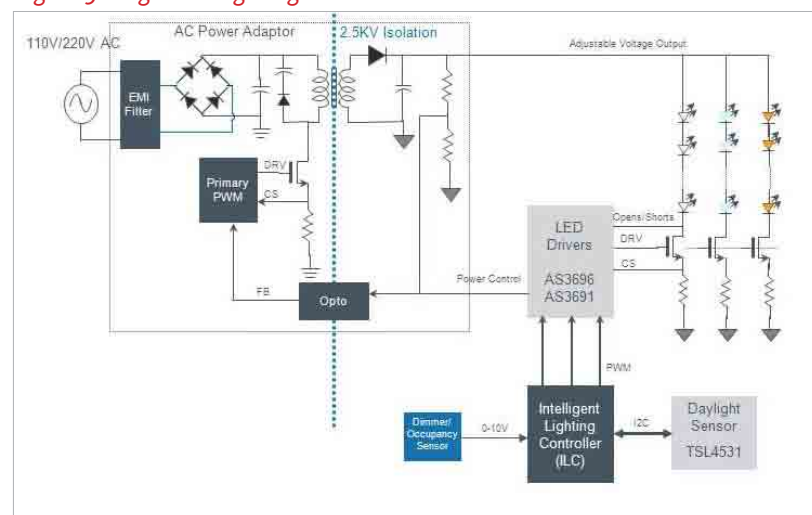 110V/220V AC
AC Power Adaptor
2.5KV Isolation
Adjustable Voltage Output
EMI
Filter
Primary
PWM
DRV
CS
FB
Opto
Power Control
LED
Drivers
AS3696
AS3691
Opens/Shorts
DRV
CS
PWM
Dimmer/
Occupancy
Sensor
0-10V
Intelligent
Lighting
Controller
(ILC)
I2C
Daylight
Sensor
TSL4531